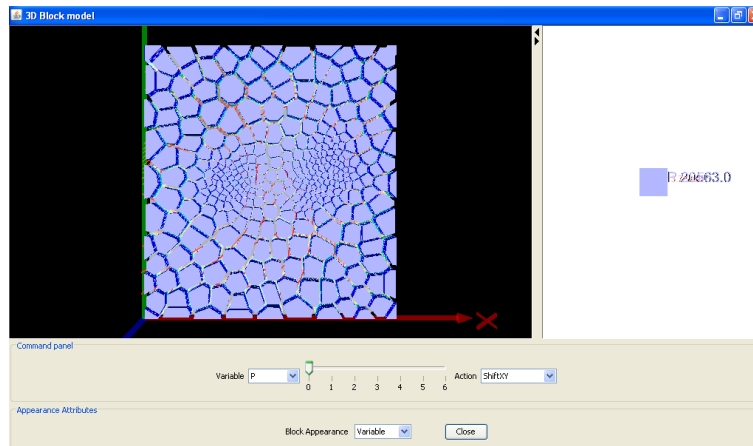 3D Block model
X
63.0
Command panel
Variable P 0 1 2 3 4 5 6 Action ShiftXY
Appearance Attributes
Block Appearance Variable Close